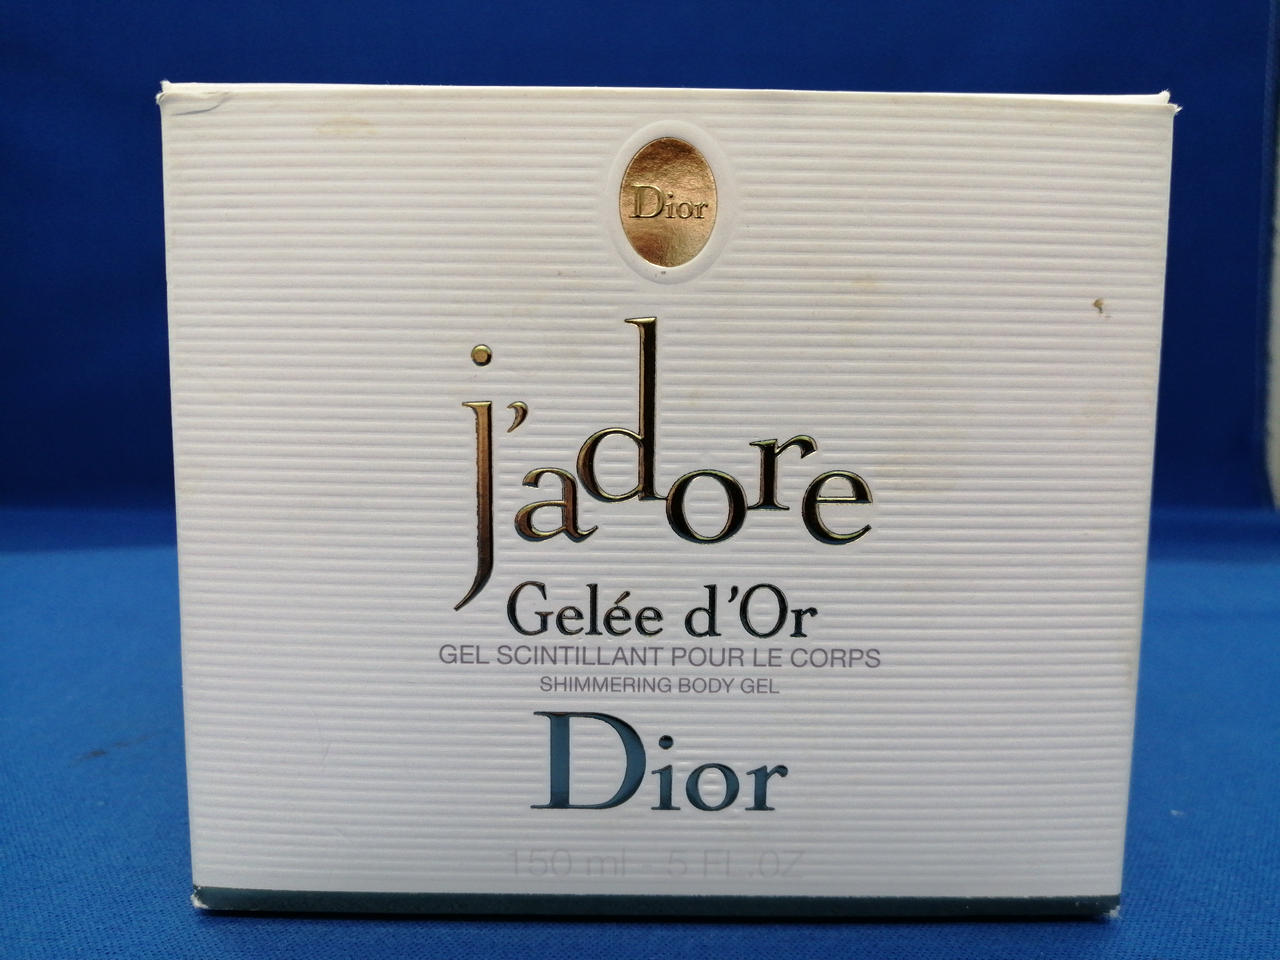 Dior
j'adore
Gelée d'Or
GEL SCINTILLANT POUR LE CORPS
SHIMMERING BODY GEL
Dior
150 ml - 5 FL.OZ